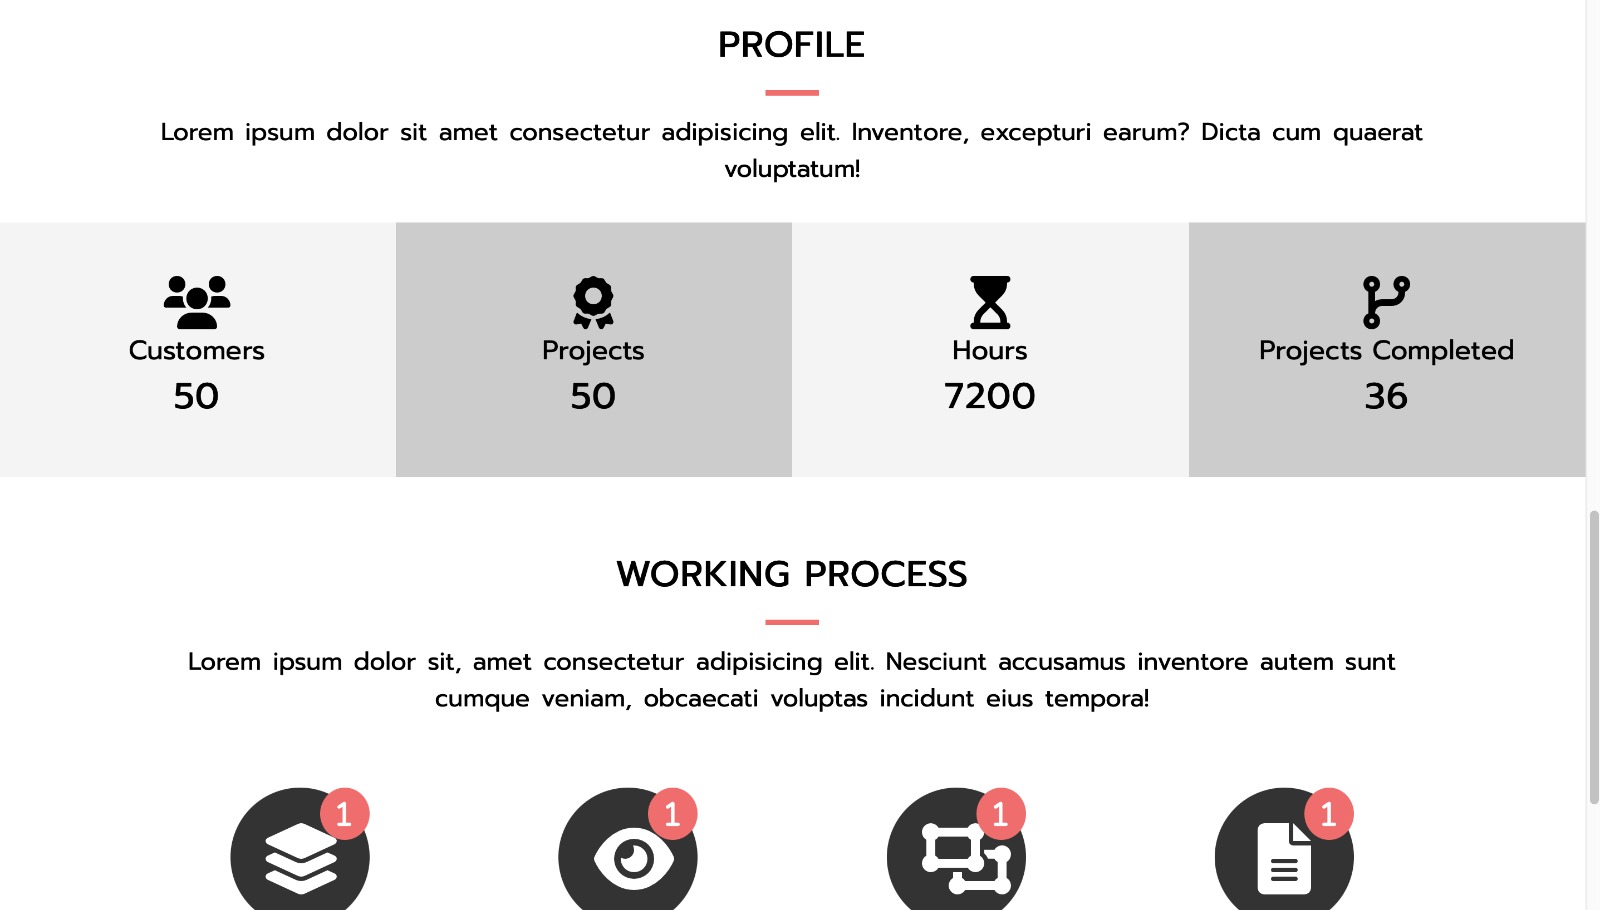 PROFILE
Lorem ipsum dolor sit amet consectetur adipisicing elit. Inventore, excepturi earum? Dicta cum quaerat
voluptatum!
Customers
50
Projects
50
Hours
7200
Projects Completed
36
WORKING PROCESS
Lorem ipsum dolor sit, amet consectetur adipisicing elit. Nesciunt accusamus inventore autem sunt
cumque veniam, obcaecati voluptas incidunt eius tempora!
1
1
1
1